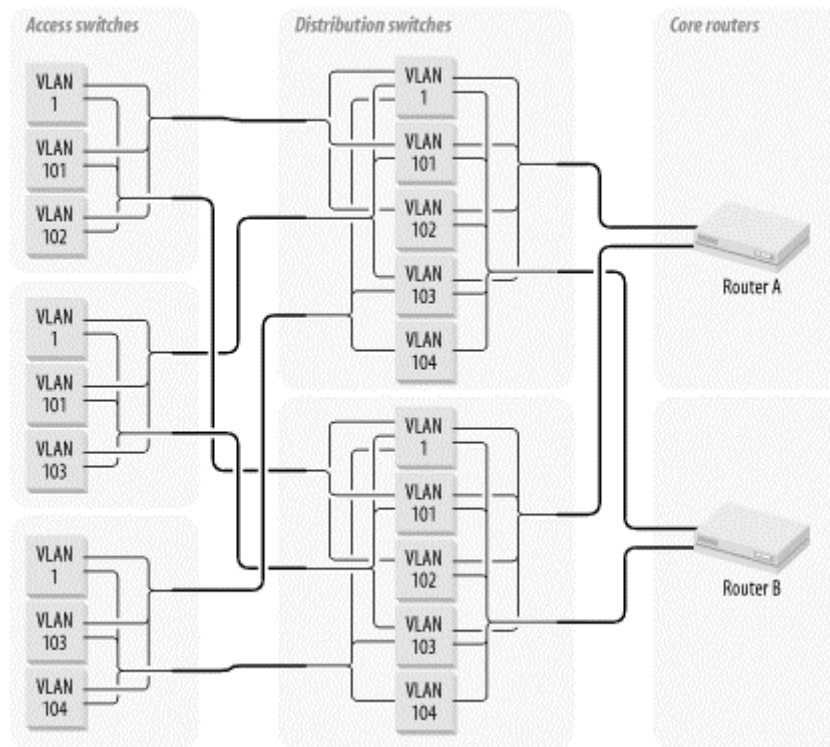 Access switches
VLAN
1
VLAN
101
VLAN
102
VLAN
1
VLAN
101
VLAN
103
VLAN
1
VLAN
103
VLAN
104
Distribution switches
VLAN
1
VLAN
101
VLAN
102
VLAN
103
VLAN
104
VLAN
1
VLAN
101
VLAN
102
VLAN
103
VLAN
104
Core routers
Router A
Router B